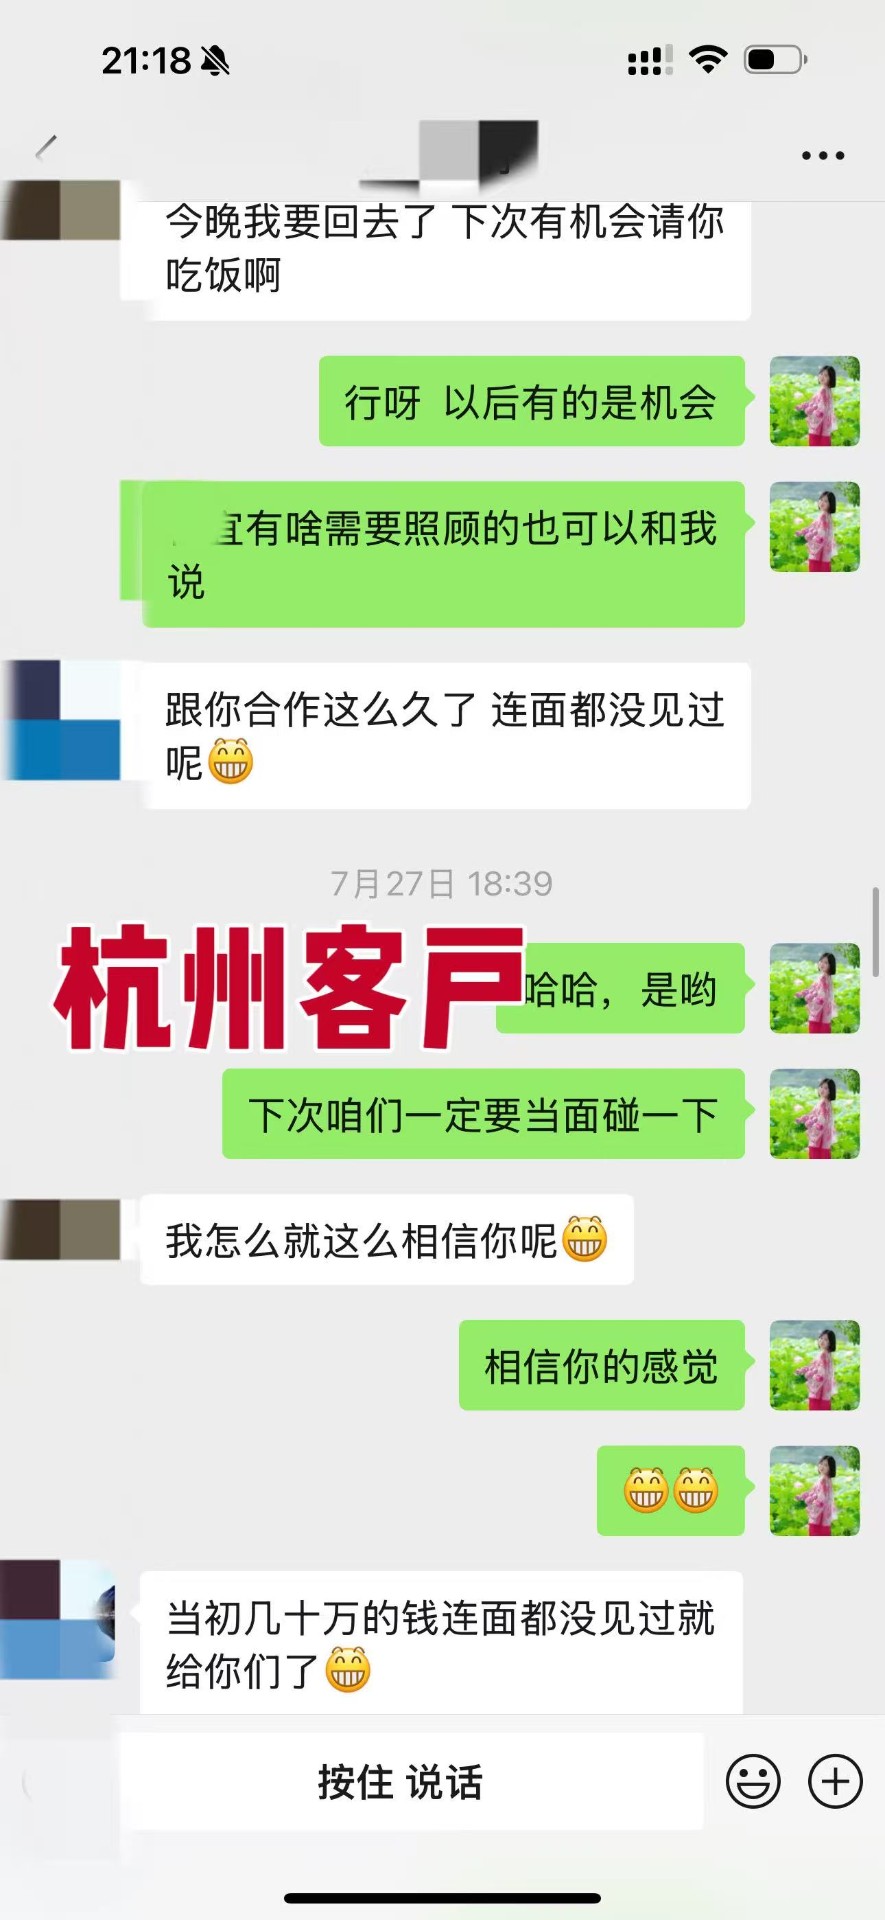 21:18
今晚我要回去了 下次有机会请你
吃饭啊
行呀 以后有的是机会
宜有啥需要照顾的也可以和我
说
跟你合作这么久了 连面都没见过
呢😁
7月27日 18:39
杭州客戸
哈哈，是哟
下次咱们一定要当面碰一下
我怎么就这么相信你呢😁
相信你的感觉
😁😁
当初几十万的钱连面都没见过就
给你们了😁
按住 说话